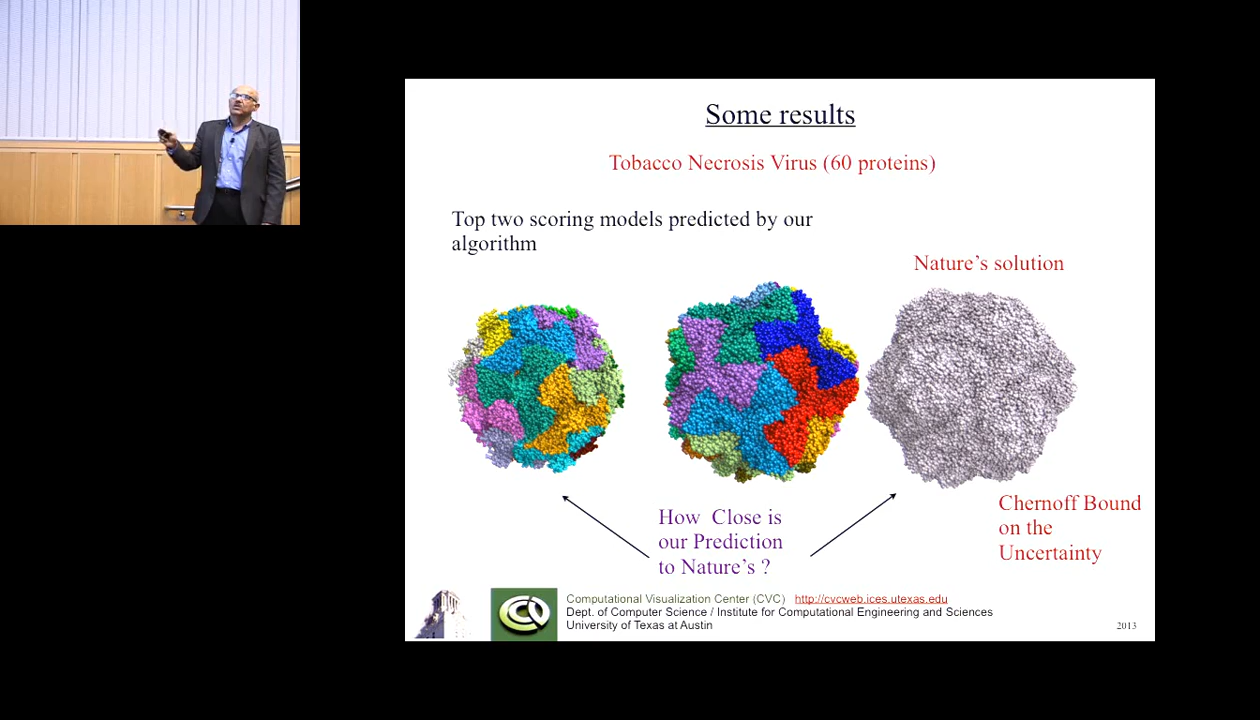 Some results
Tobacco Necrosis Virus (60 proteins)
Top two scoring models predicted by our
algorithm
Nature’s solution
How  Close is
our Prediction
to Nature’s ?
Chernoff Bound
on the
Uncertainty
Computational Visualization Center (CVC)   http://cvcweb.ices.utexas.edu
Dept. of Computer Science / Institute for Computational Engineering and Sciences
University of Texas at Austin
2013